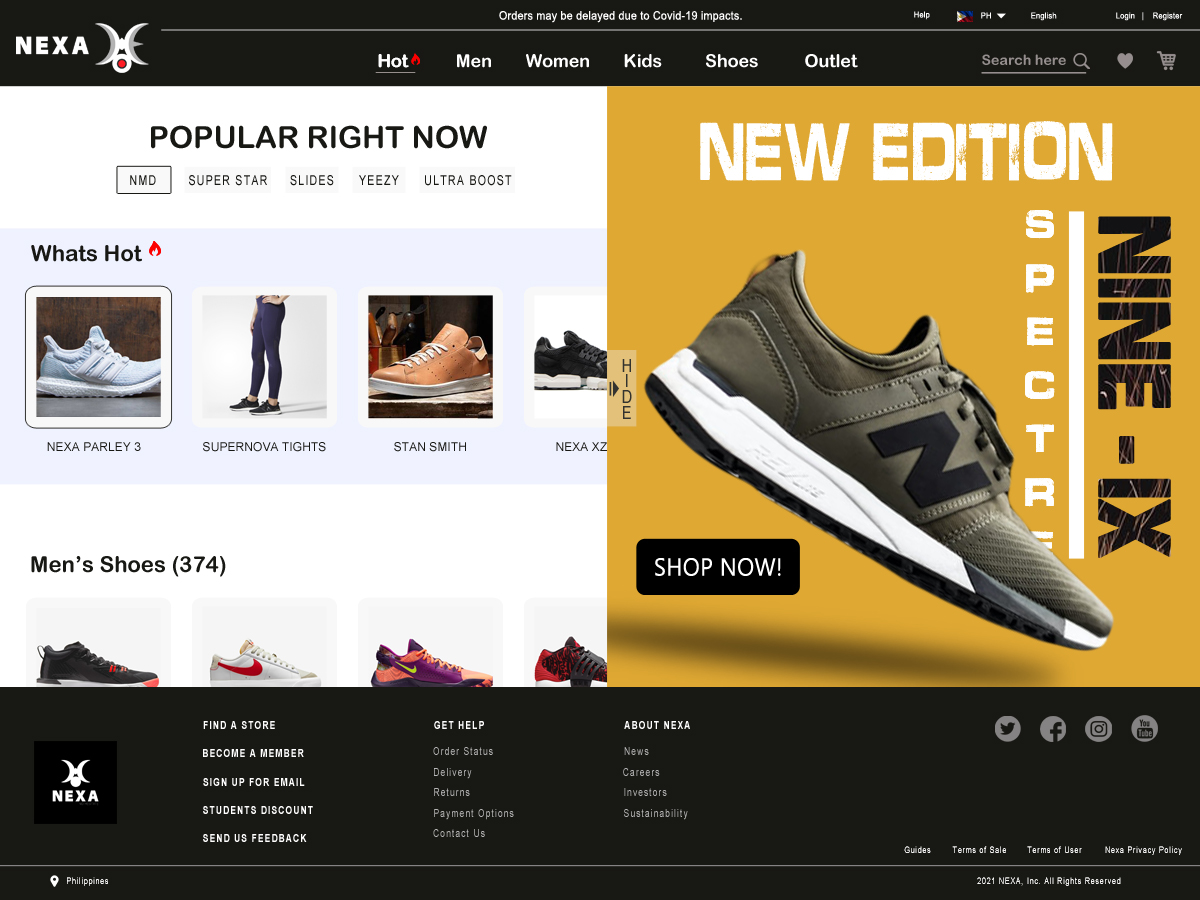 Orders may be delayed due to Covid-19 impacts.
Help
PH
English
Login | Register
NEXA
Hot
Men
Women
Kids
Shoes
Outlet
Search here
POPULAR RIGHT NOW
NMD
SUPER STAR
SLIDES
YEEZY
ULTRA BOOST
Whats Hot
NEXA PARLEY 3
SUPERNOVA TIGHTS
STAN SMITH
NEXA XZ
Men’s Shoes (374)
HIDE
NEW EDITION
SPECTRE
NINE - IX
N
REVLITE
SHOP NOW!
NEXA
FIND A STORE
BECOME A MEMBER
SIGN UP FOR EMAIL
STUDENTS DISCOUNT
SEND US FEEDBACK
GET HELP
Order Status
Delivery
Returns
Payment Options
Contact Us
ABOUT NEXA
News
Careers
Investors
Sustainability
You
Tube
Guides
Terms of Sale
Terms of User
Nexa Privacy Policy
Philippines
2021 NEXA, Inc. All Rights Reserved